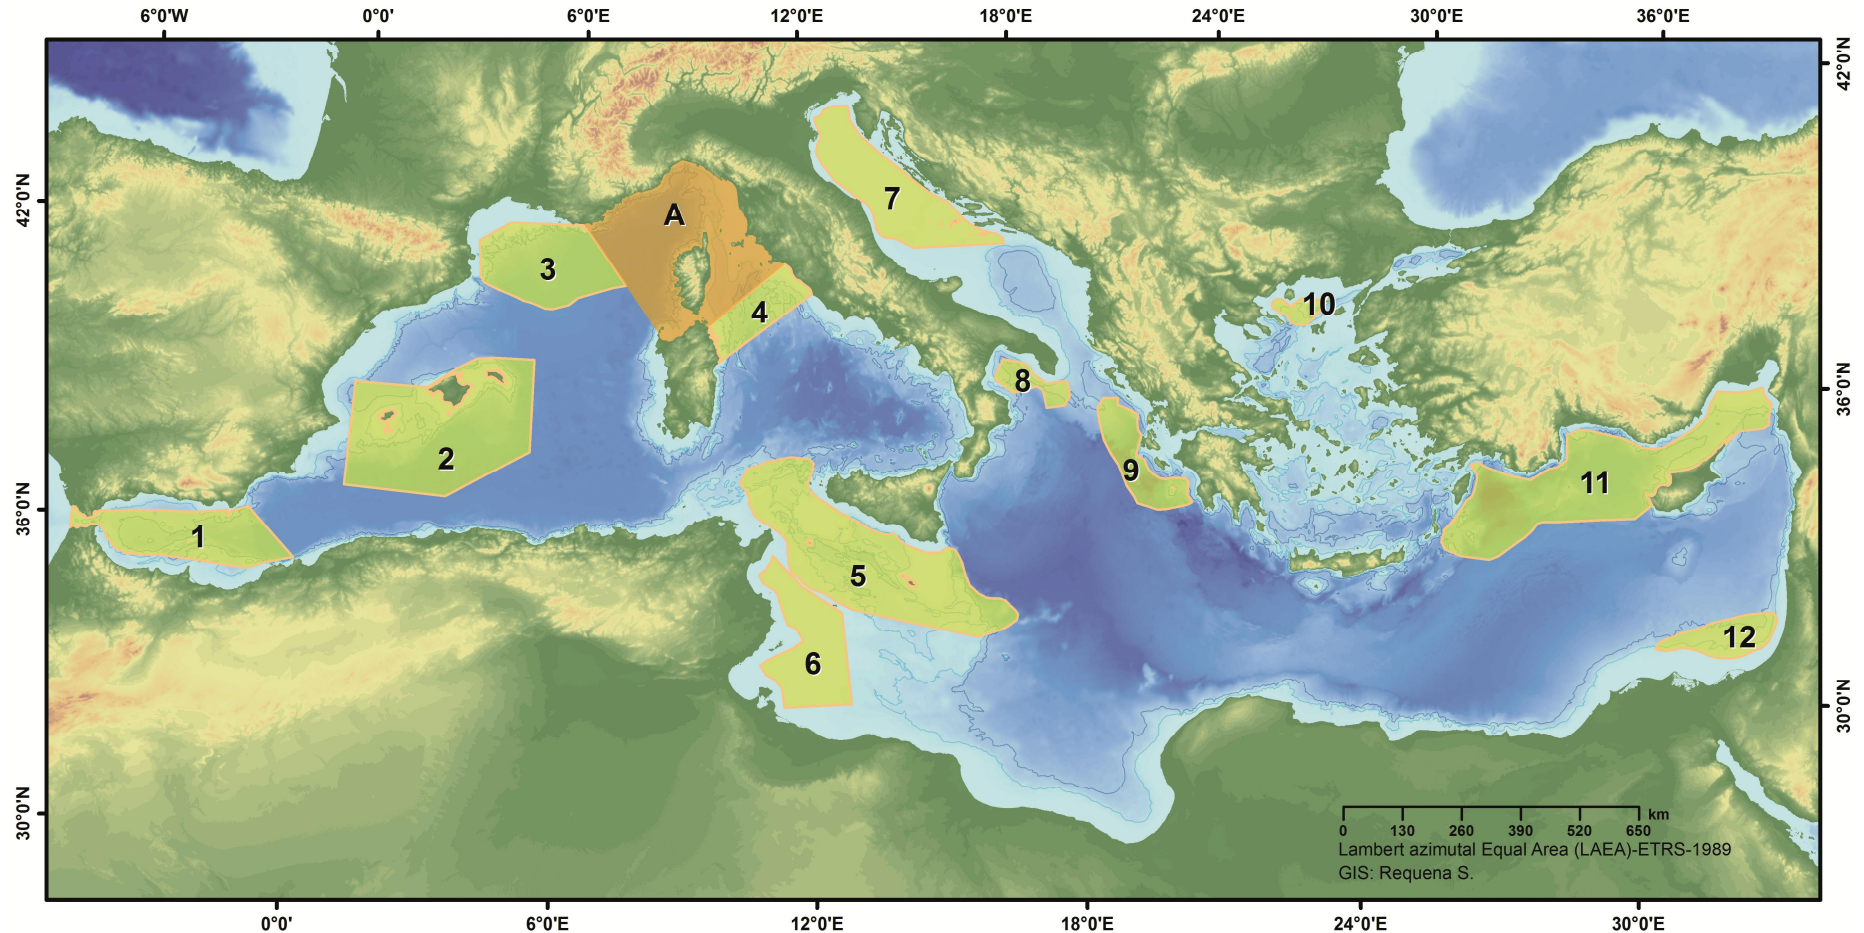 6°0'W 0°0' 6°0'E 12°0'E 18°0'E 24°0'E 30°0'E 36°0'E
42°0'N
42°0'N
A
7
3
4
10
8
36°0'N
2
9
11
36°0'N
1
5
12
6
30°0'N
30°0'N
km
0 130 260 390 520 650
Lambert azimutal Equal Area (LAEA)-ETRS-1989
GIS: Requena S.
0°0' 6°0'E 12°0'E 18°0'E 24°0'E 30°0'E